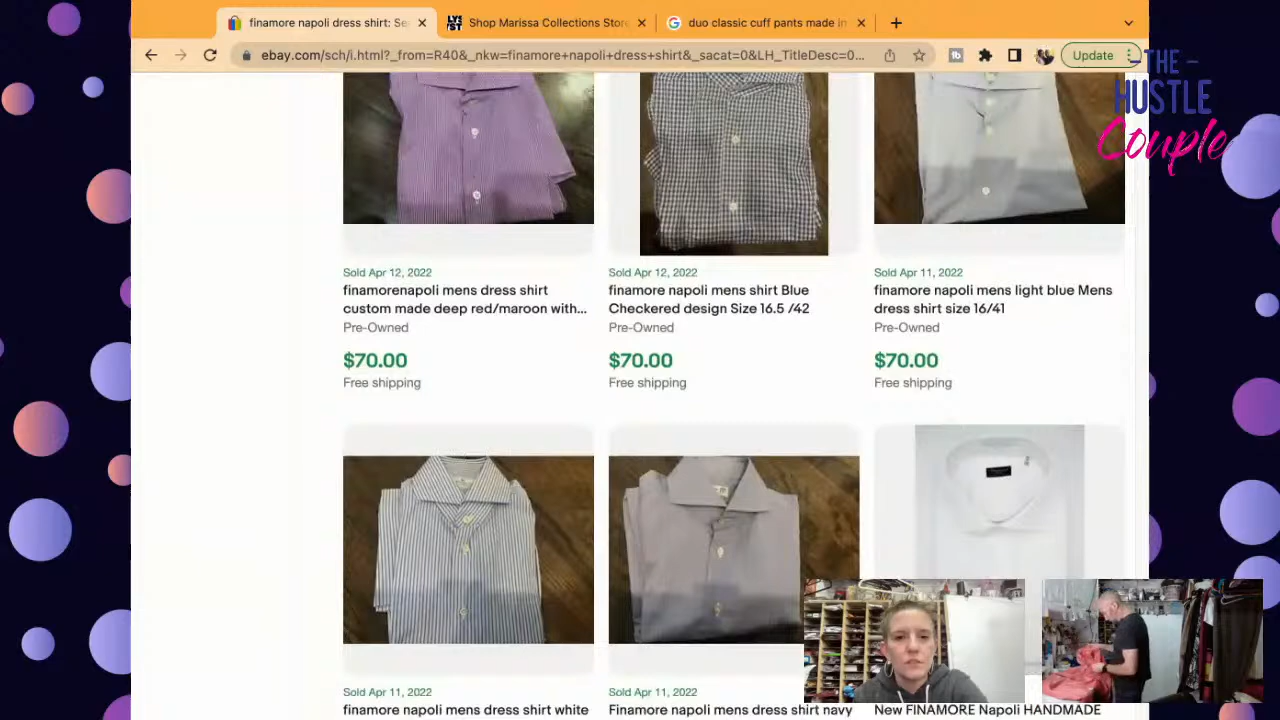 finamore napoli dress shirt: Se
Shop Marissa Collections Store
duo classic cuff pants made in
ebay.com/sch/i.html?_from=R40&_nkw=finamore+napoli+dress+shirt&_sacat=0&LH_TitleDesc=0...
Update
- THE -
HUSTLE
Couple
Sold Apr 12, 2022
finamorenapoli mens dress shirt
custom made deep red/maroon with...
Pre-Owned
$70.00
Free shipping
Sold Apr 12, 2022
finamore napoli mens shirt Blue
Checkered design Size 16.5 /42
Pre-Owned
$70.00
Free shipping
Sold Apr 11, 2022
finamore napoli mens light blue Mens
dress shirt size 16/41
Pre-Owned
$70.00
Free shipping
Sold Apr 11, 2022
finamore napoli mens dress shirt white
Sold Apr 11, 2022
Finamore napoli mens dress shirt navy
New FINAMORE Napoli HANDMADE